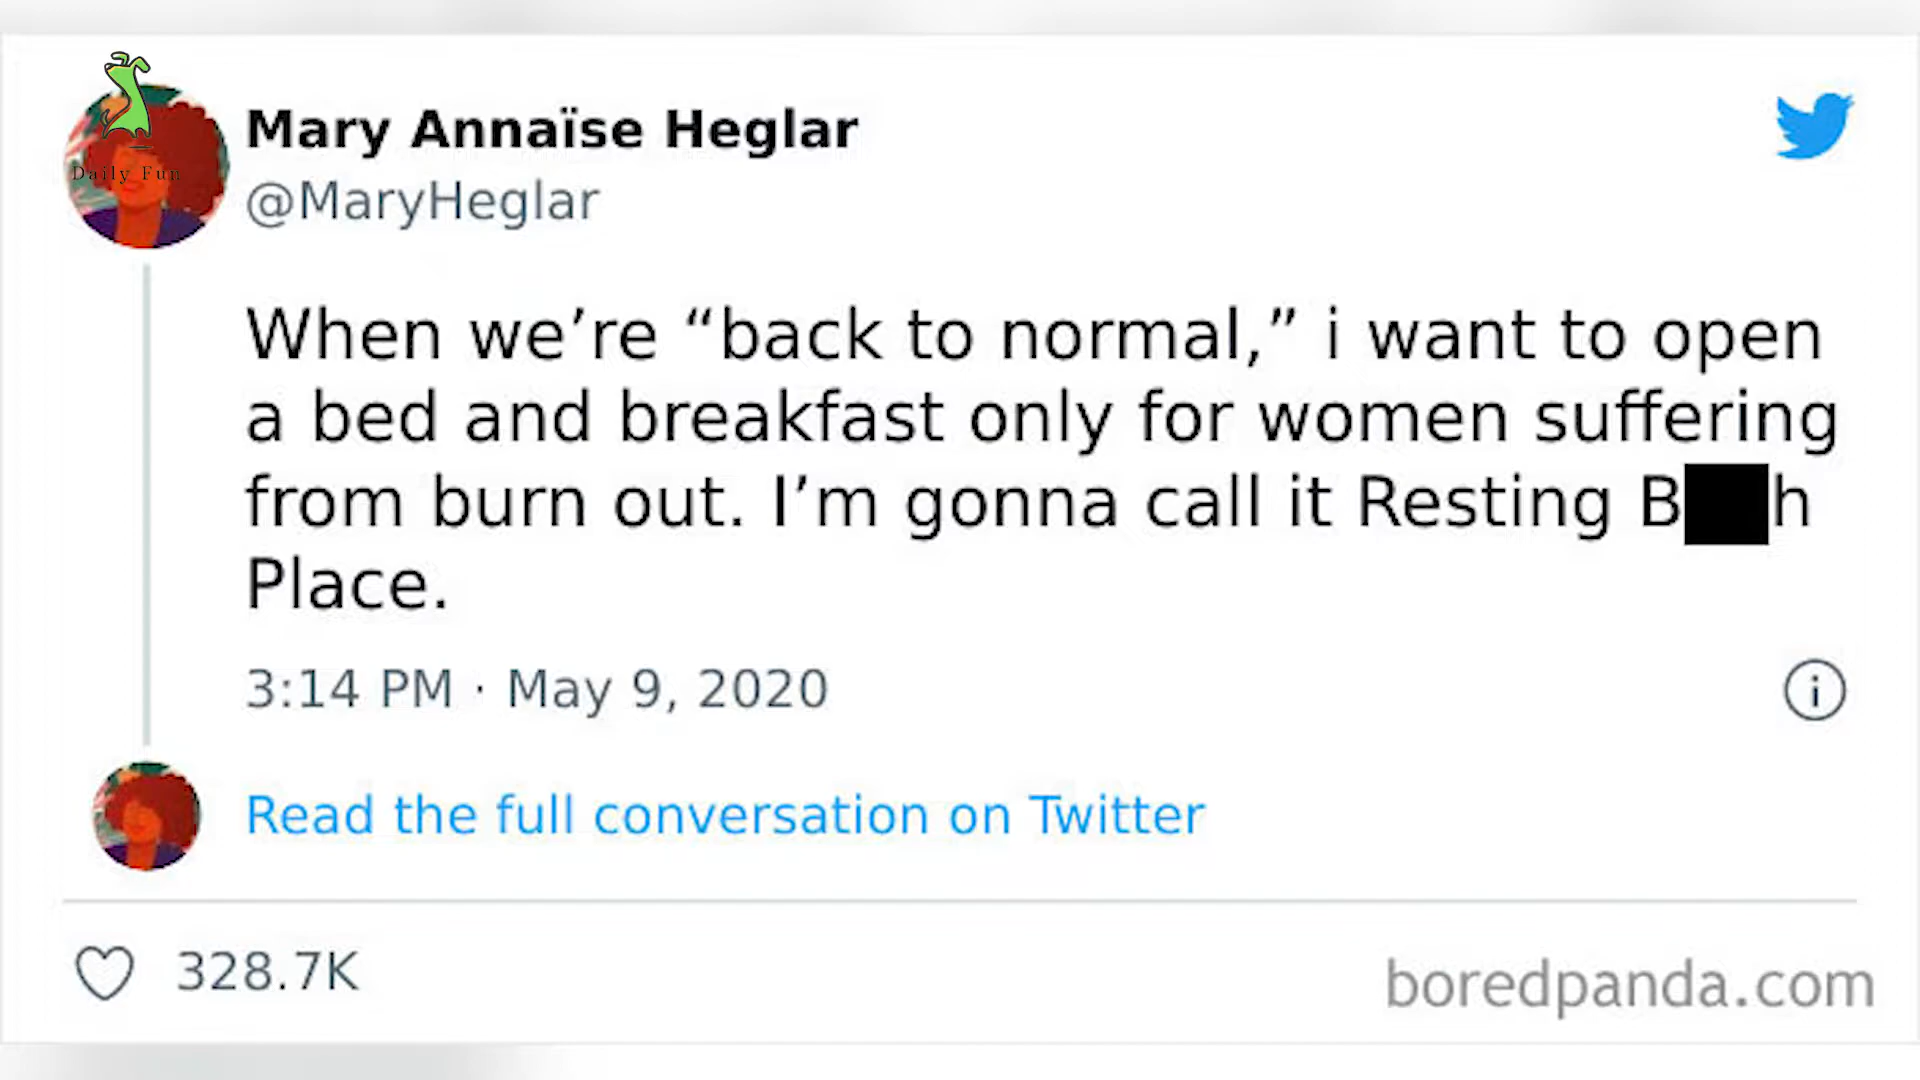 Daily Fun
Mary Annaïse Heglar
@MaryHeglar
When we’re “back to normal,” i want to open
a bed and breakfast only for women suffering
from burn out. I’m gonna call it Resting B██h
Place.
3:14 PM · May 9, 2020
Read the full conversation on Twitter
328.7K
boredpanda.com